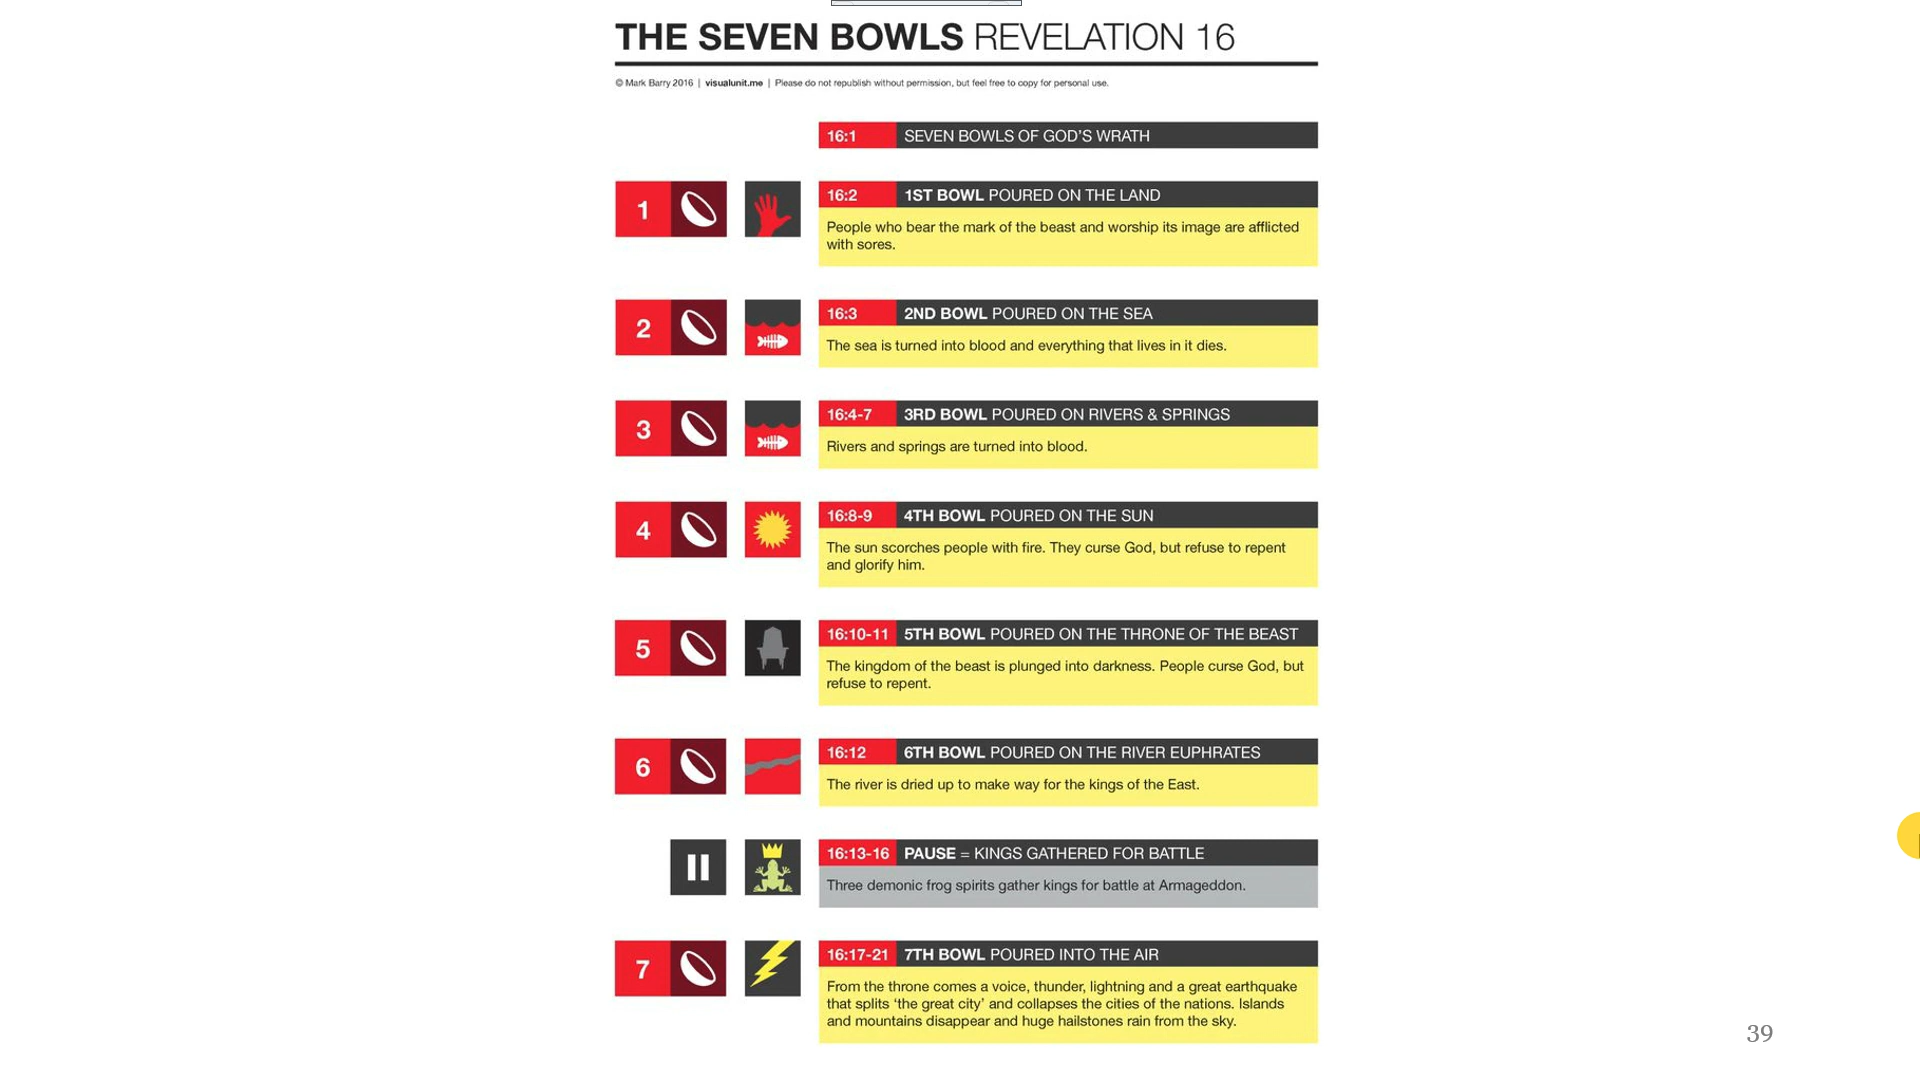 THE SEVEN BOWLS REVELATION 16
© Mark Barry 2016 | visualunit.me | Please do not republish without permission, but feel free to copy for personal use.
16:1 SEVEN BOWLS OF GOD'S WRATH
1 16:2 1ST BOWL POURED ON THE LAND
People who bear the mark of the beast and worship its image are afflicted
with sores.
2 16:3 2ND BOWL POURED ON THE SEA
The sea is turned into blood and everything that lives in it dies.
3 16:4-7 3RD BOWL POURED ON RIVERS & SPRINGS
Rivers and springs are turned into blood.
4 16:8-9 4TH BOWL POURED ON THE SUN
The sun scorches people with fire. They curse God, but refuse to repent
and glorify him.
5 16:10-11 5TH BOWL POURED ON THE THRONE OF THE BEAST
The kingdom of the beast is plunged into darkness. People curse God, but
refuse to repent.
6 16:12 6TH BOWL POURED ON THE RIVER EUPHRATES
The river is dried up to make way for the kings of the East.
16:13-16 PAUSE = KINGS GATHERED FOR BATTLE
Three demonic frog spirits gather kings for battle at Armageddon.
7 16:17-21 7TH BOWL POURED INTO THE AIR
From the throne comes a voice, thunder, lightning and a great earthquake
that splits 'the great city' and collapses the cities of the nations. Islands
and mountains disappear and huge hailstones rain from the sky.
39